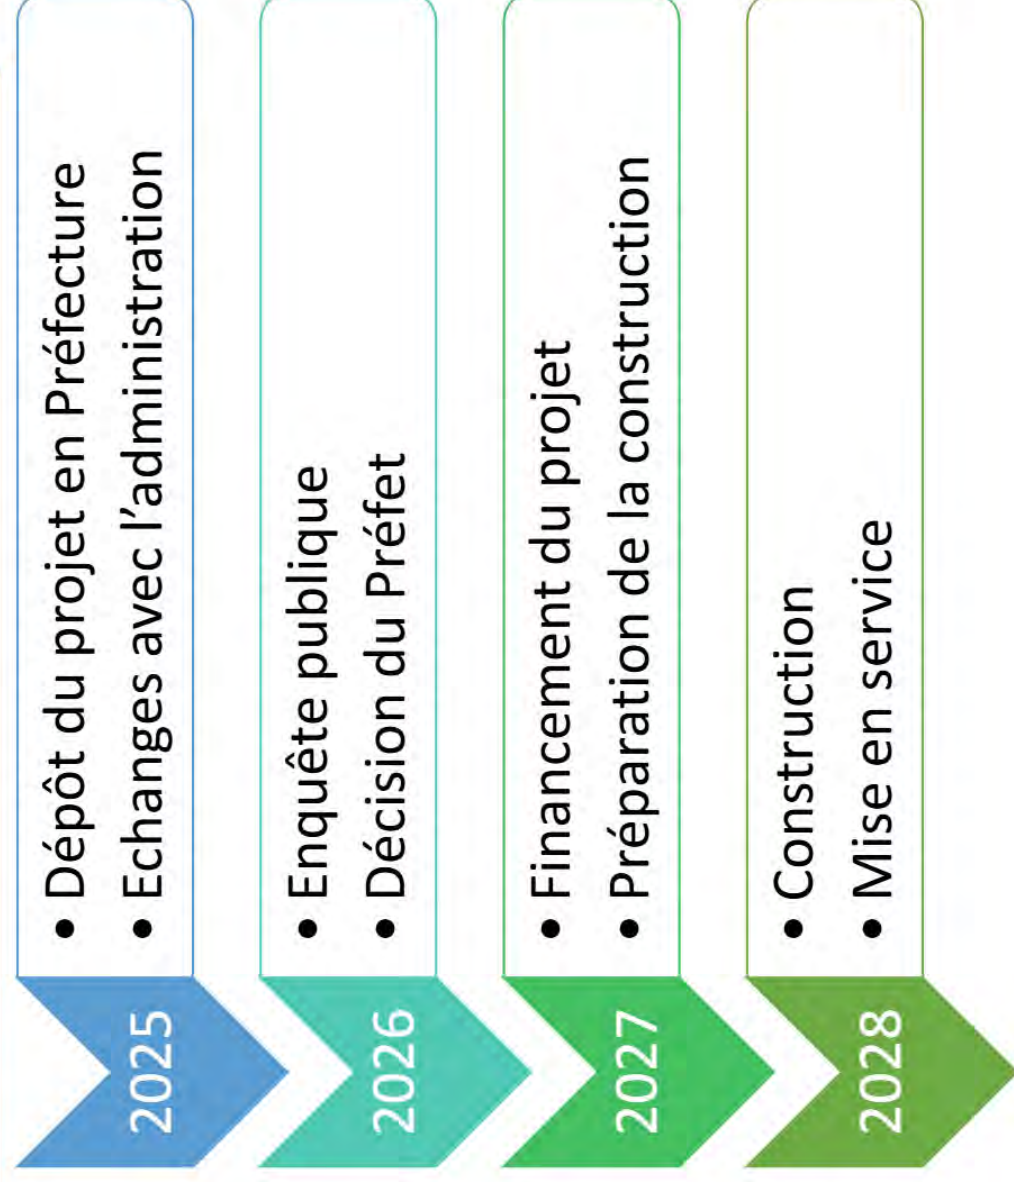 2025
• Dépôt du projet en Préfecture
• Echanges avec l'administration
2026
• Enquête publique
• Décision du Préfet
2027
• Financement du projet
• Préparation de la construction
2028
• Construction
• Mise en service